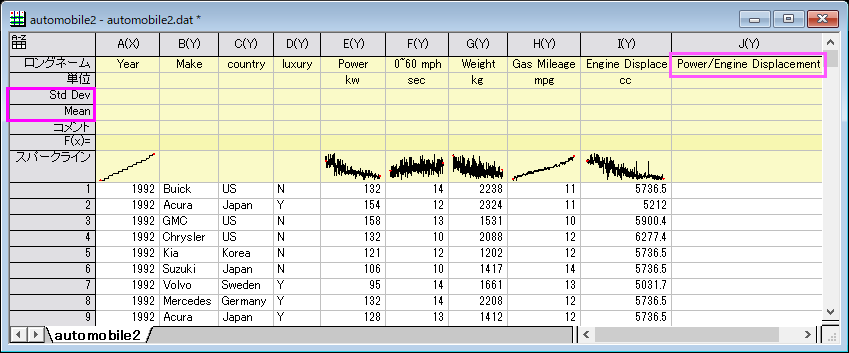 automobile2 - automobile2.dat *
A(X) B(Y) C(Y) D(Y) E(Y) F(Y) G(Y) H(Y) I(Y) J(Y)
ロングネーム Year Make country luxury Power 0~60 mph Weight Gas Mileage Engine Displace Power/Engine Displacement
単位 kw sec kg mpg cc
Std Dev
Mean
コメント
F(x)=
スパークライン
1 1992 Buick US N 132 14 2238 11 5736.5
2 1992 Acura Japan Y 154 12 2324 11 5212
3 1992 GMC US N 158 13 1531 10 5900.4
4 1992 Chrysler US N 132 10 2088 12 6277.4
5 1992 Kia Korea N 121 12 1202 12 5736.5
6 1992 Suzuki Japan N 106 10 1417 14 5736.5
7 1992 Volvo Sweden Y 95 14 1661 13 5031.7
8 1992 Mercedes Germany Y 132 14 2208 12 5736.5
9 1992 Acura Japan Y 128 13 1412 12 5736.5
automobile2